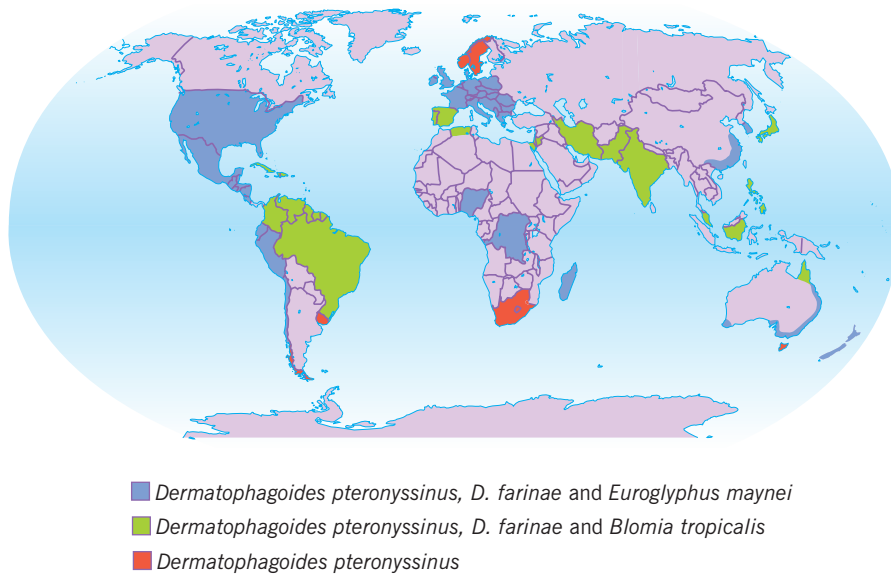 Dermatophagoides pteronyssinus, D. farinae and Euroglyphus maynei
Dermatophagoides pteronyssinus, D. farinae and Blomia tropicalis
Dermatophagoides pteronyssinus